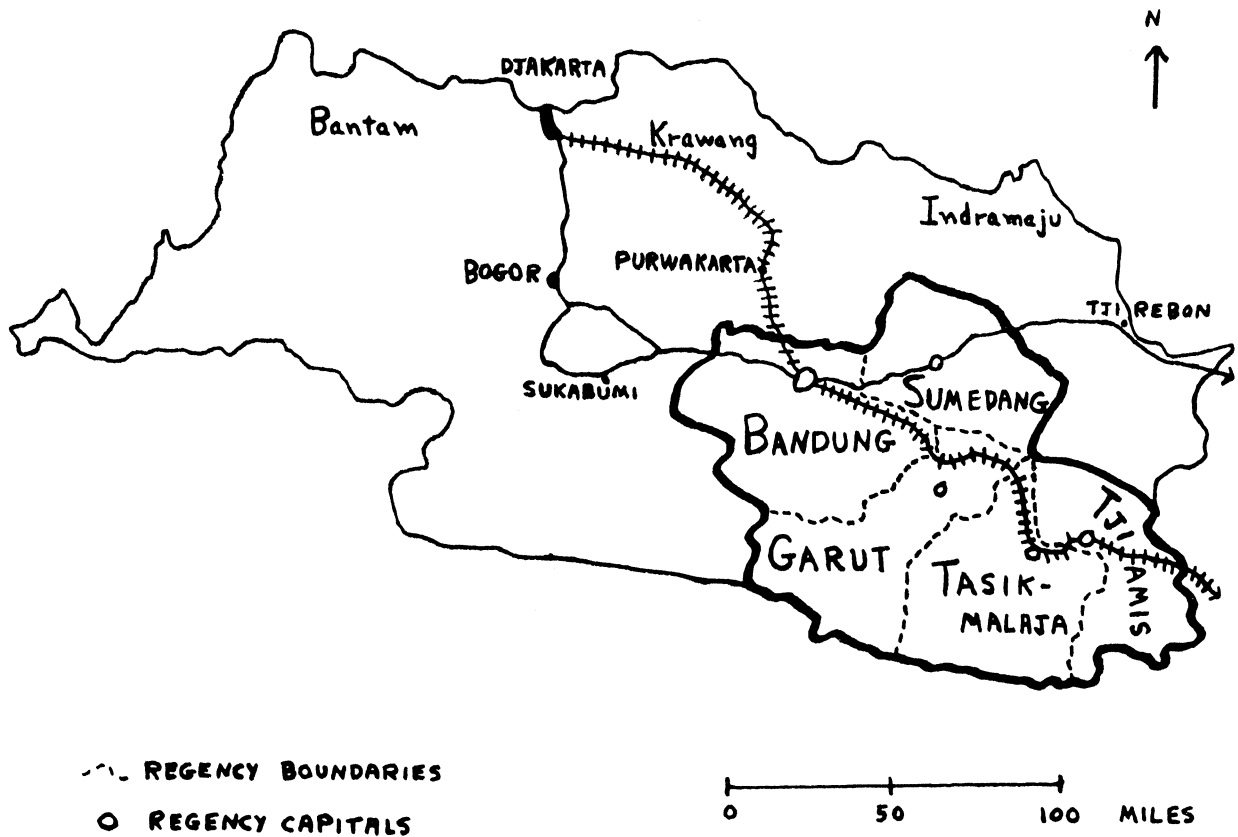 N
DJAKARTA
Bantam
Krawang
Indramaju
BOGOR
PURWAKARTA
TJIREBON
SUKABUMI
SUMEDANG
BANDUNG
TJIAMIS
GARUT
TASIK-
MALAJA
REGENCY BOUNDARIES
REGENCY CAPITALS
0 50 100 MILES